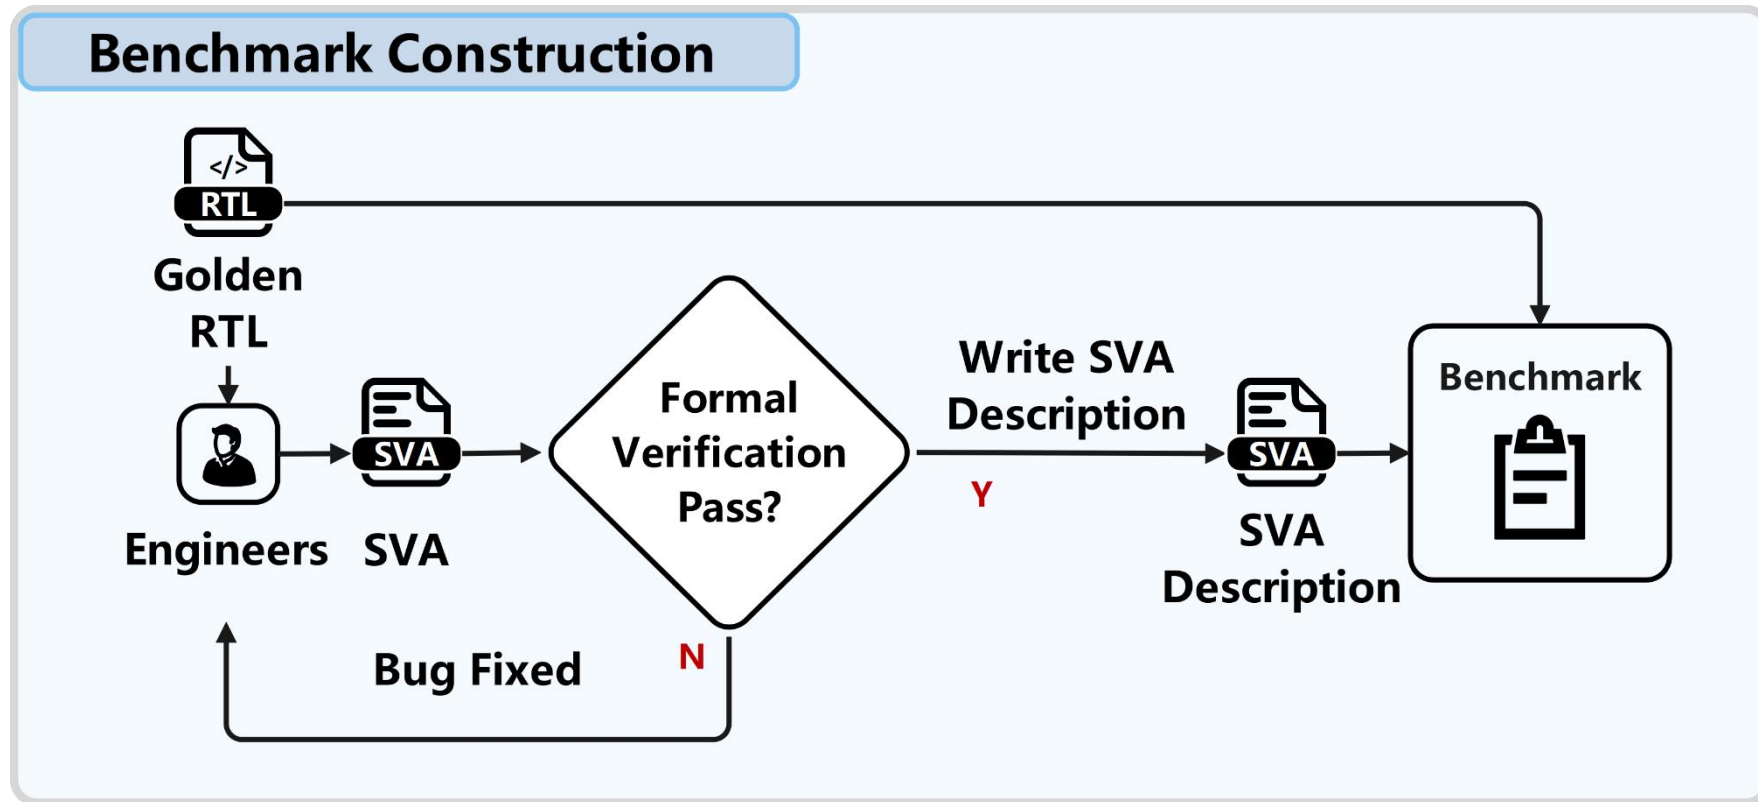 Benchmark Construction
</>
RTL
Golden
RTL
Engineers
SVA
SVA
Formal
Verification
Pass?
Y
N
Bug Fixed
Write SVA
Description
SVA
SVA
Description
Benchmark